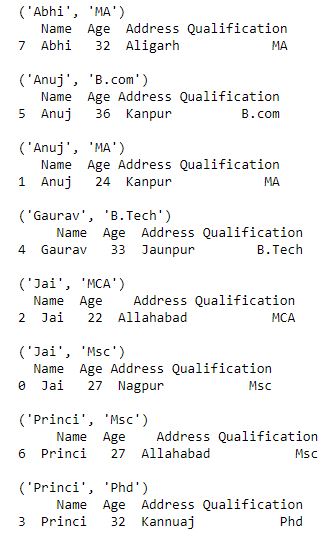 ('Abhi', 'MA')
   Name  Age  Address Qualification
7  Abhi   32  Aligarh            MA
('Anuj', 'B.com')
   Name  Age Address Qualification
5  Anuj   36  Kanpur         B.com
('Anuj', 'MA')
   Name  Age Address Qualification
1  Anuj   24  Kanpur            MA
('Gaurav', 'B.Tech')
     Name  Age  Address Qualification
4  Gaurav   33  Jaunpur        B.Tech
('Jai', 'MCA')
  Name  Age    Address Qualification
2  Jai   22  Allahabad           MCA
('Jai', 'Msc')
  Name  Age Address Qualification
0  Jai   27  Nagpur           Msc
('Princi', 'Msc')
     Name  Age    Address Qualification
6  Princi   27  Allahabad           Msc
('Princi', 'Phd')
     Name  Age  Address Qualification
3  Princi   32  Kannuaj           Phd